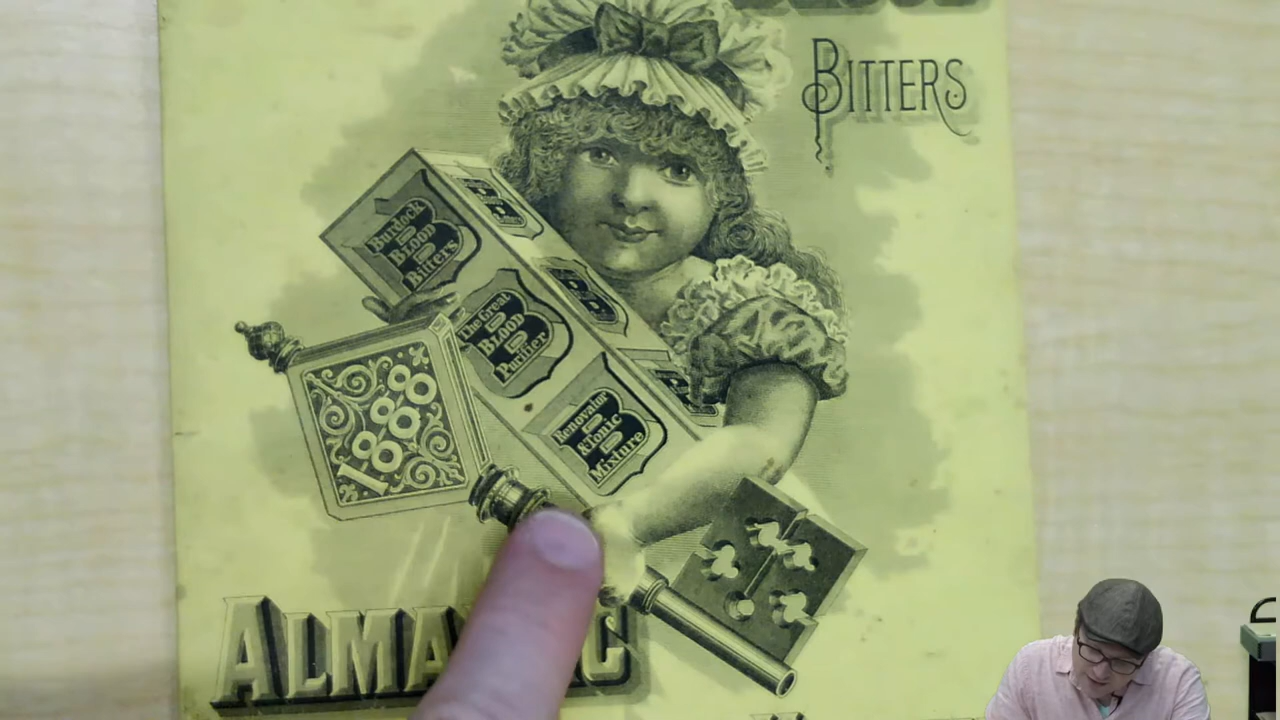 BITTERS
Burdock
BLOOD
Bitters
The Great
BLOOD
Purifier
Renovator
& Tonic
Mixture
1888